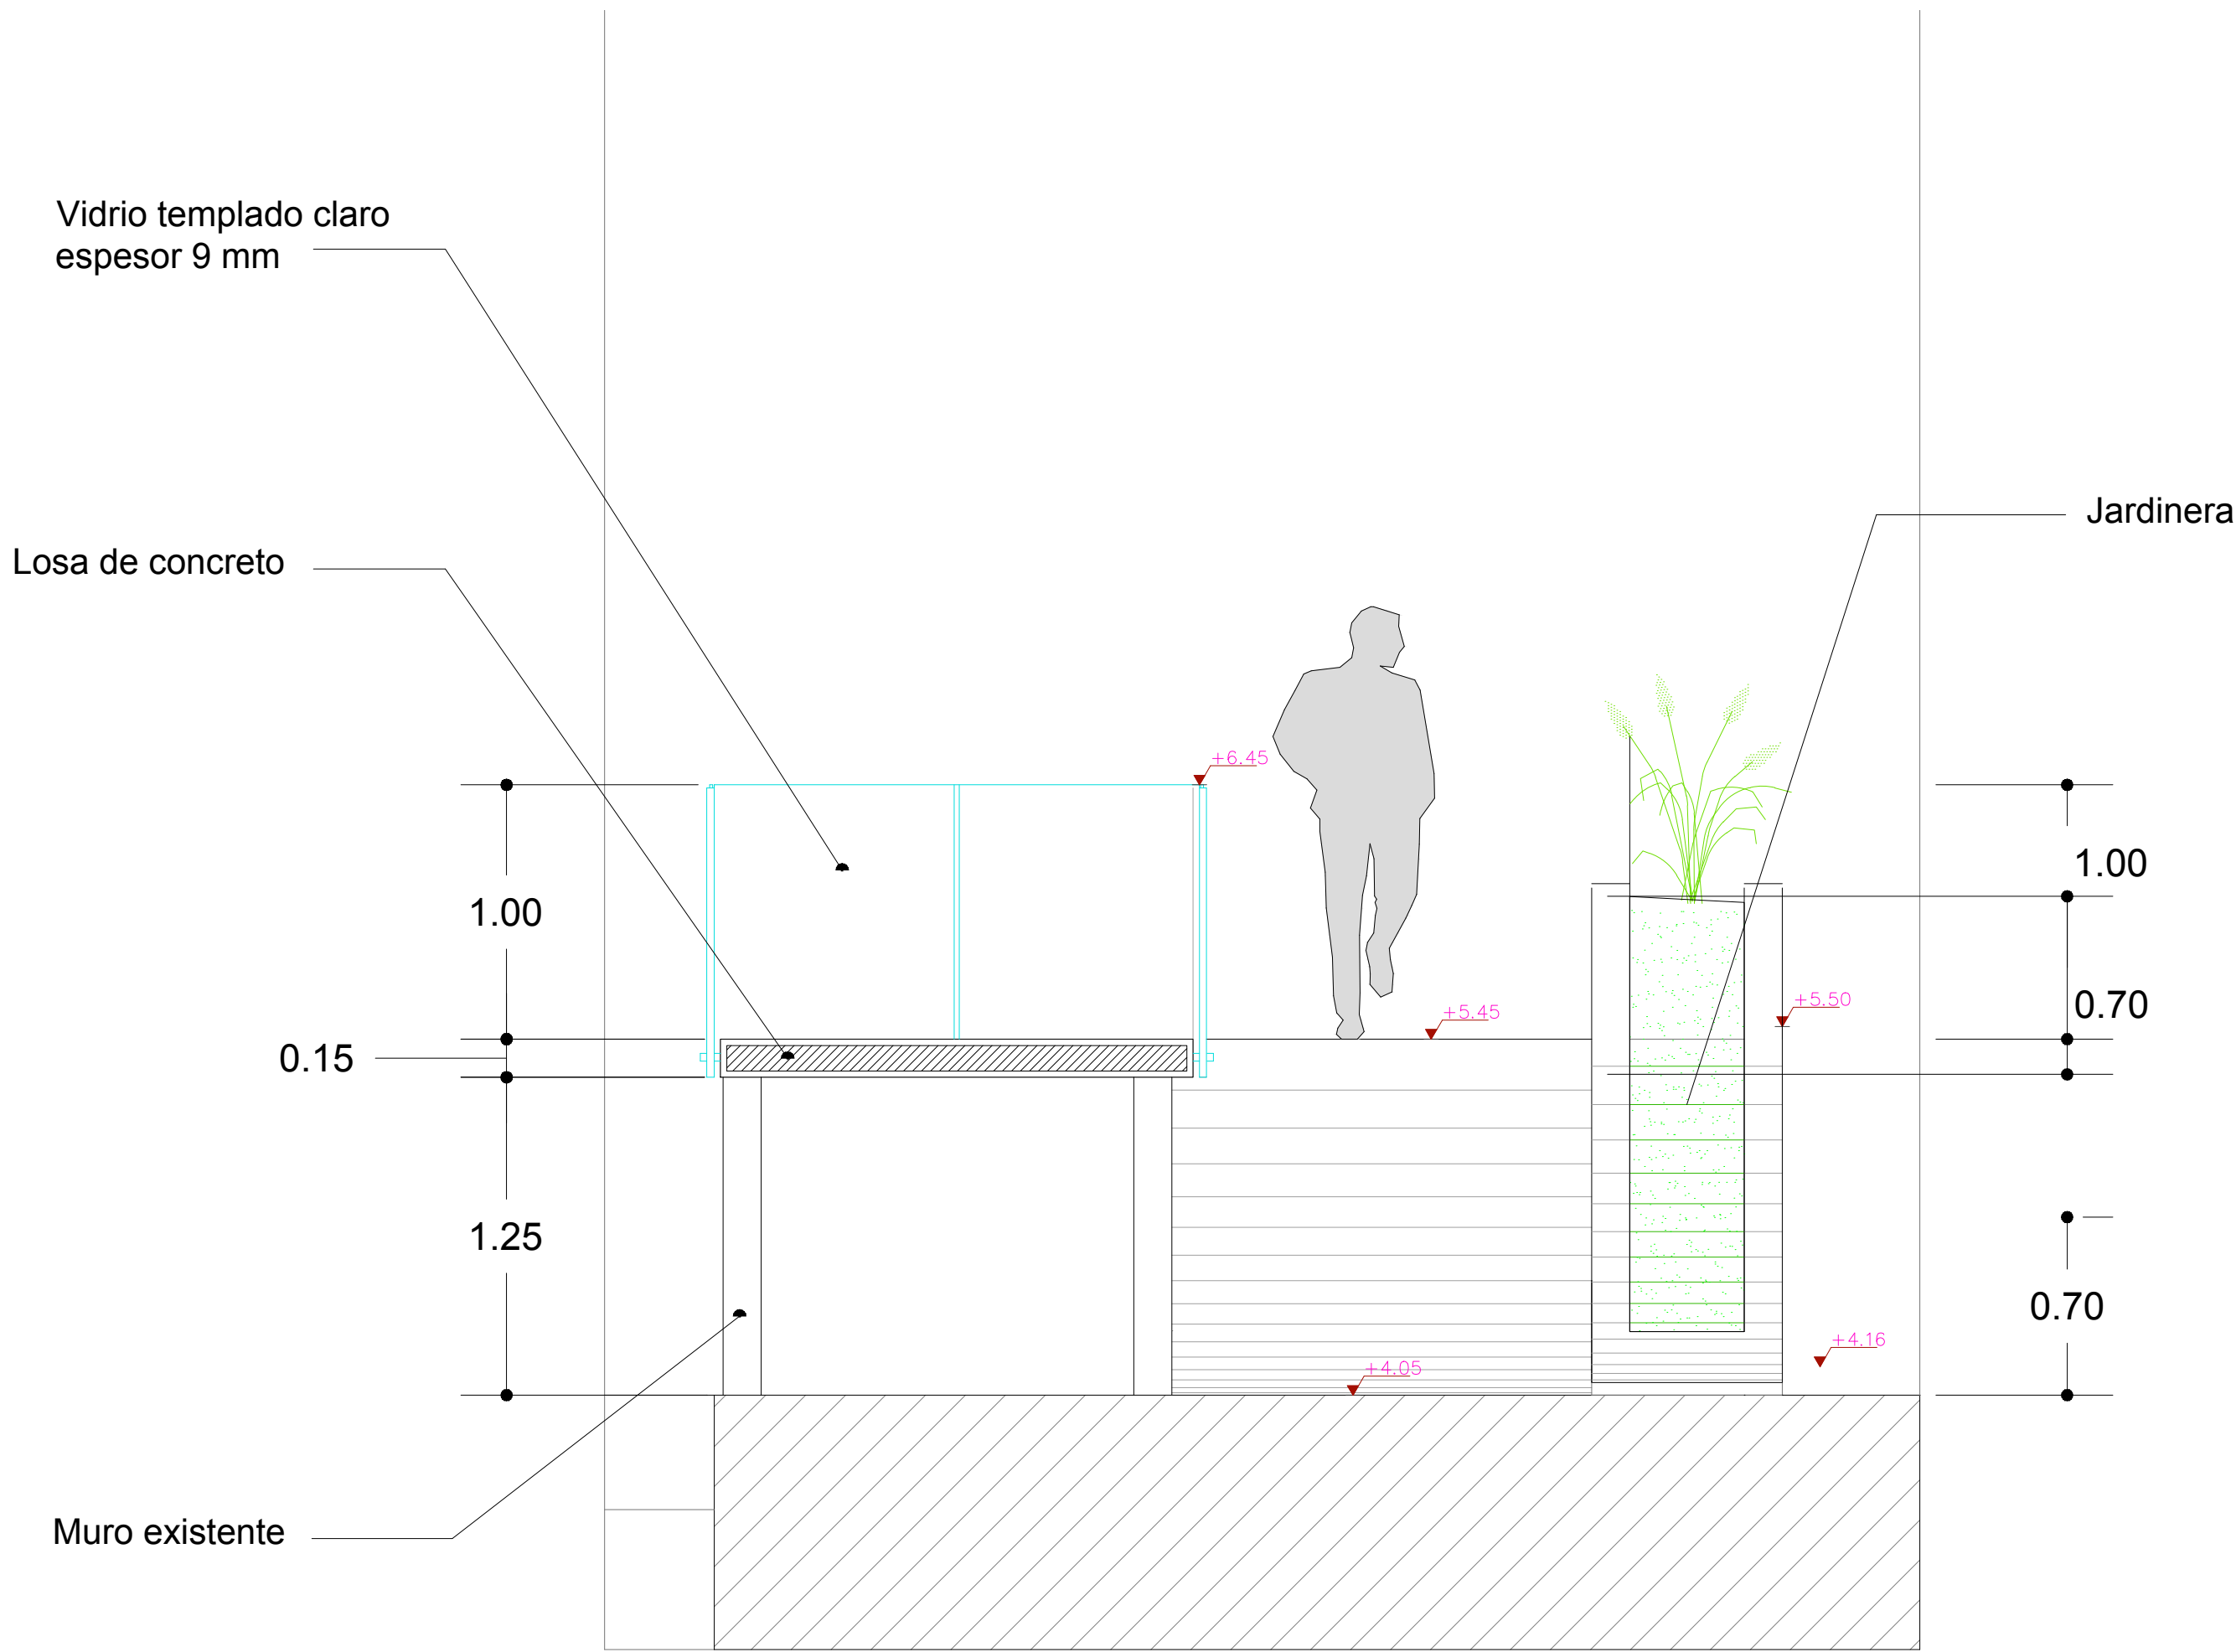 Vidrio templado claro
espesor 9 mm
Jardinera
Losa de concreto
+6.45
1.00
1.00
+5.50
0.70
+5.45
0.15
1.25
0.70
+4.16
+4.05
Muro existente